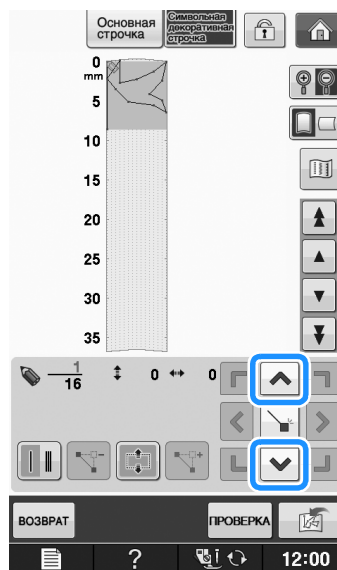 Основная
строчка
Символьная
декоративная
строчка
0
mm
5
10
15
20
25
30
35
1
16
0
0
ВОЗВРАТ
ПРОВЕРКА
?
12:00